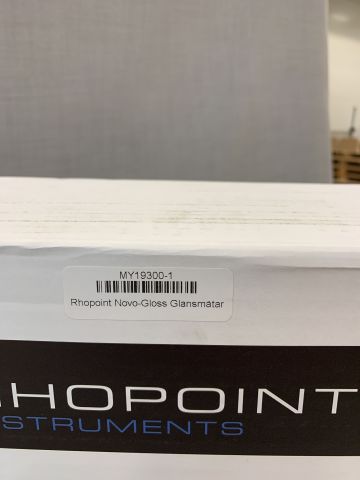 MY19300-1
Rhopoint Novo-Gloss Glansmätar
HOPOINT
STRUMENTS